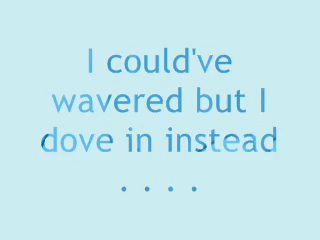 I could've
wavered but I
dove in instead
. . . .